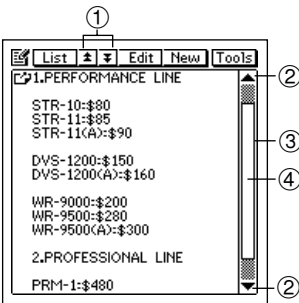 ①
List Edit New Tools
②
1.PERFORMANCE LINE
STR-10:$80
STR-11:$85
STR-11(A):$90
③
DVS-1200:$150
DVS-1200(A):$160
④
WR-9000:$200
WR-9500:$280
WR-9500(A):$300
2.PROFESSIONAL LINE
PRM-1:$480
②